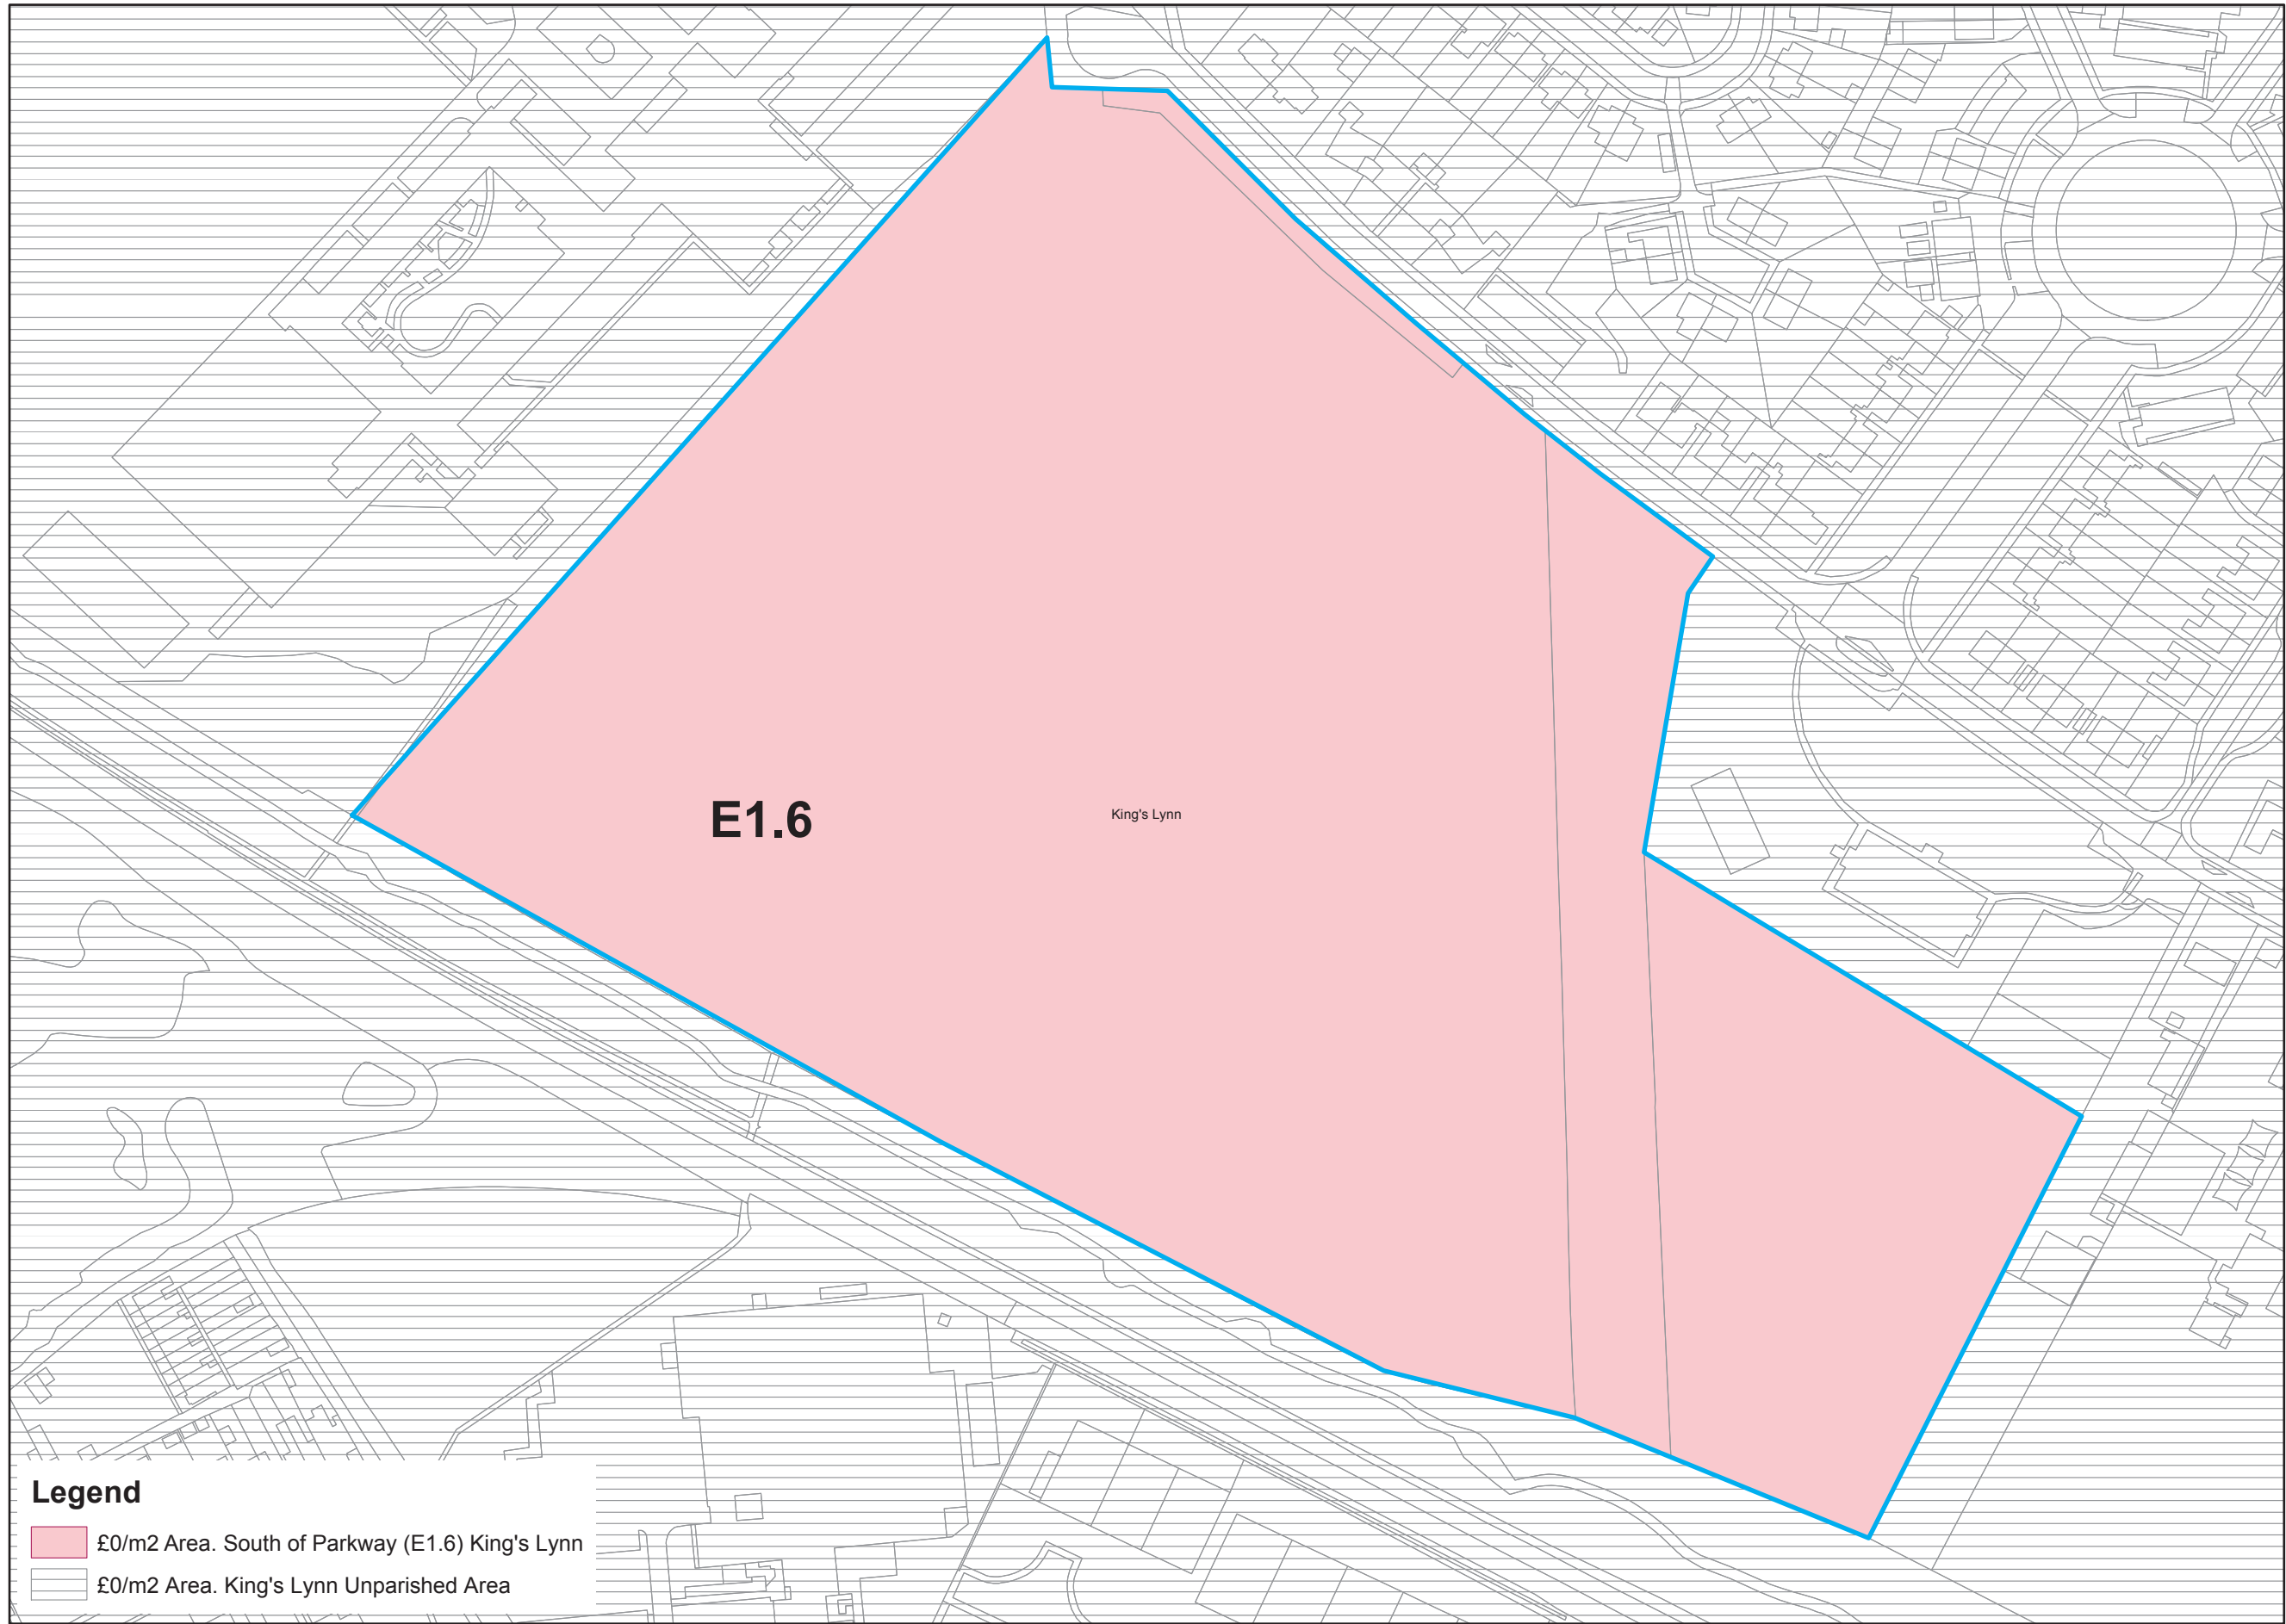 E1.6
King's Lynn
Legend
£0/m2 Area. South of Parkway (E1.6) King's Lynn
£0/m2 Area. King's Lynn Unparished Area